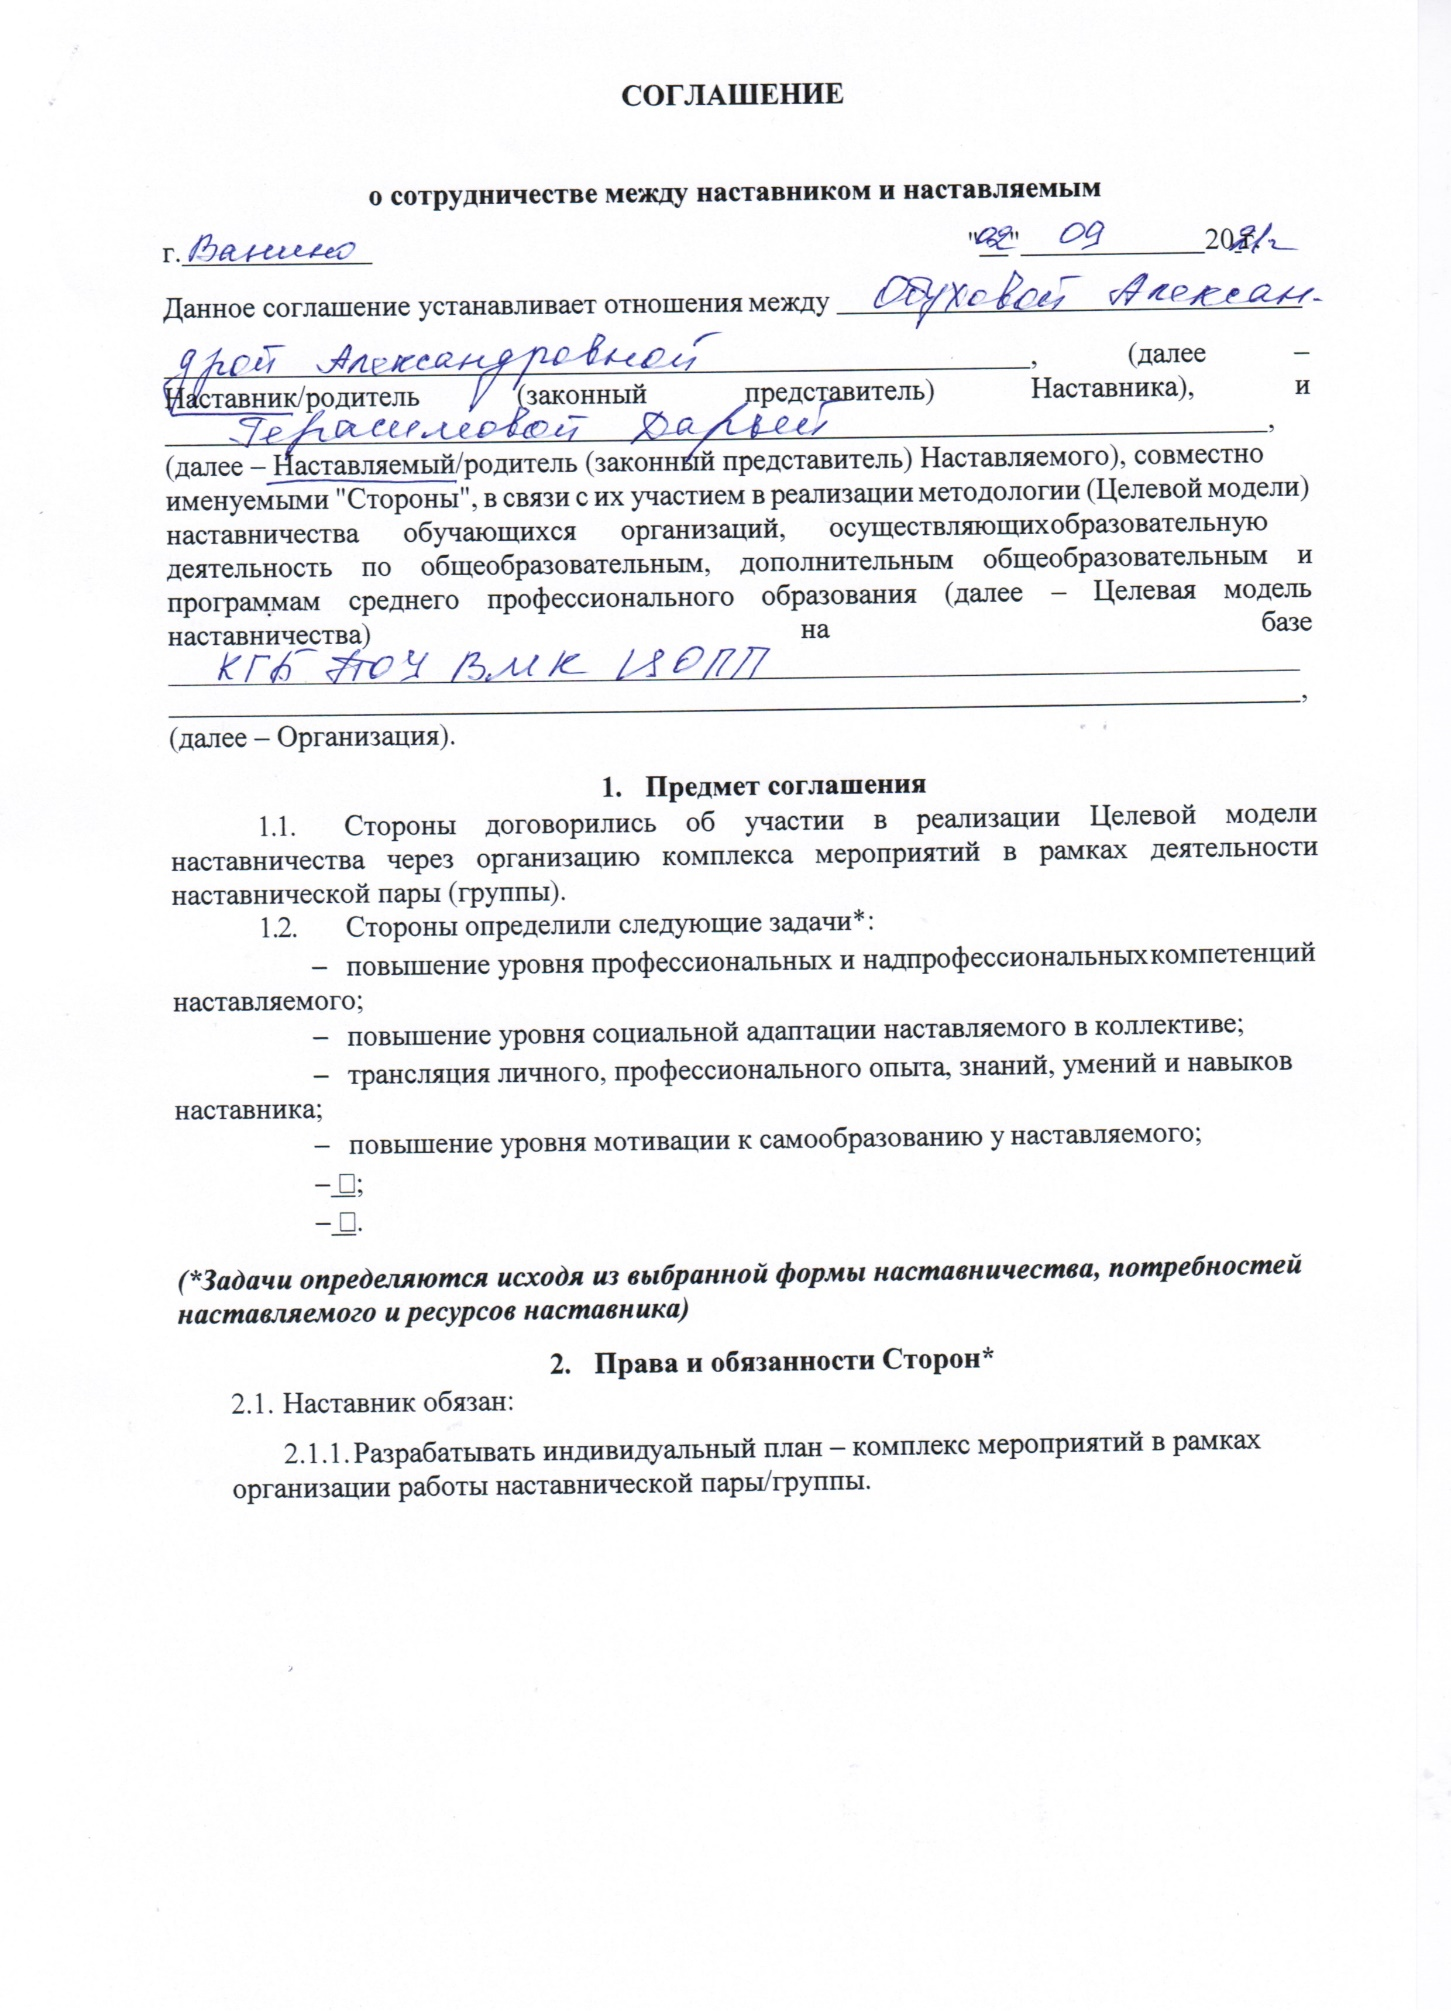 СОГЛАШЕНИЕ
о сотрудничестве между наставником и наставляемым
г. Ванино "02" 09 2021г
Данное соглашение устанавливает отношения между Обуховой Алексан-
дрой Александровной, (далее –
Наставник/родитель (законный представитель) Наставника), и
Герасимовой Дарьей,
(далее – Наставляемый/родитель (законный представитель) Наставляемого), совместно
именуемыми "Стороны", в связи с их участием в реализации методологии (Целевой модели)
наставничества обучающихся организаций, осуществляющихобразовательную
деятельность по общеобразовательным, дополнительным общеобразовательным и
программам среднего профессионального образования (далее – Целевая модель
наставничества) на базе
КГБ ПОУ ВМК ЦОПП
,
(далее – Организация).
1. Предмет соглашения
1.1. Стороны договорились об участии в реализации Целевой модели
наставничества через организацию комплекса мероприятий в рамках деятельности
наставнической пары (группы).
1.2. Стороны определили следующие задачи*:
– повышение уровня профессиональных и надпрофессиональныхкомпетенций
наставляемого;
– повышение уровня социальной адаптации наставляемого в коллективе;
– трансляция личного, профессионального опыта, знаний, умений и навыков
наставника;
– повышение уровня мотивации к самообразованию у наставляемого;
– ☐;
– ☐.
(*Задачи определяются исходя из выбранной формы наставничества, потребностей
наставляемого и ресурсов наставника)
2. Права и обязанности Сторон*
2.1. Наставник обязан:
2.1.1.Разрабатывать индивидуальный план – комплекс мероприятий в рамках
организации работы наставнической пары/группы.